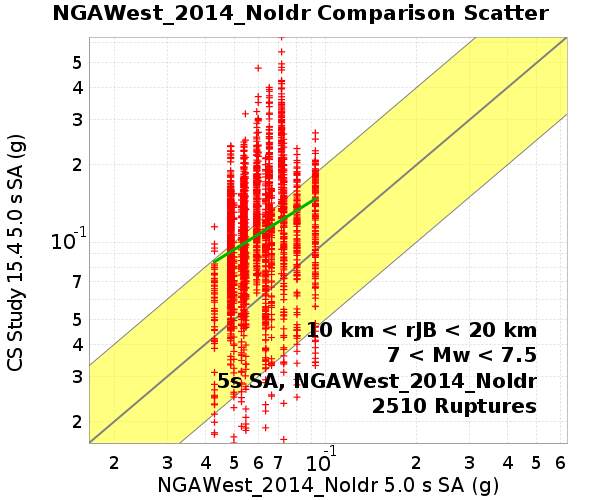 NGAWest_2014_NoIdr Comparison Scatter
CS Study 15.4 5.0 s SA (g)
5
4
3
2
10^-1
7
5
4
3
2
10 km < rJB < 20 km
7 < Mw < 7.5
5s SA, NGAWest_2014_NoIdr
2510 Ruptures
2 3 4 5 6 7 10^-1 2 3 4 5 6
NGAWest_2014_NoIdr 5.0 s SA (g)